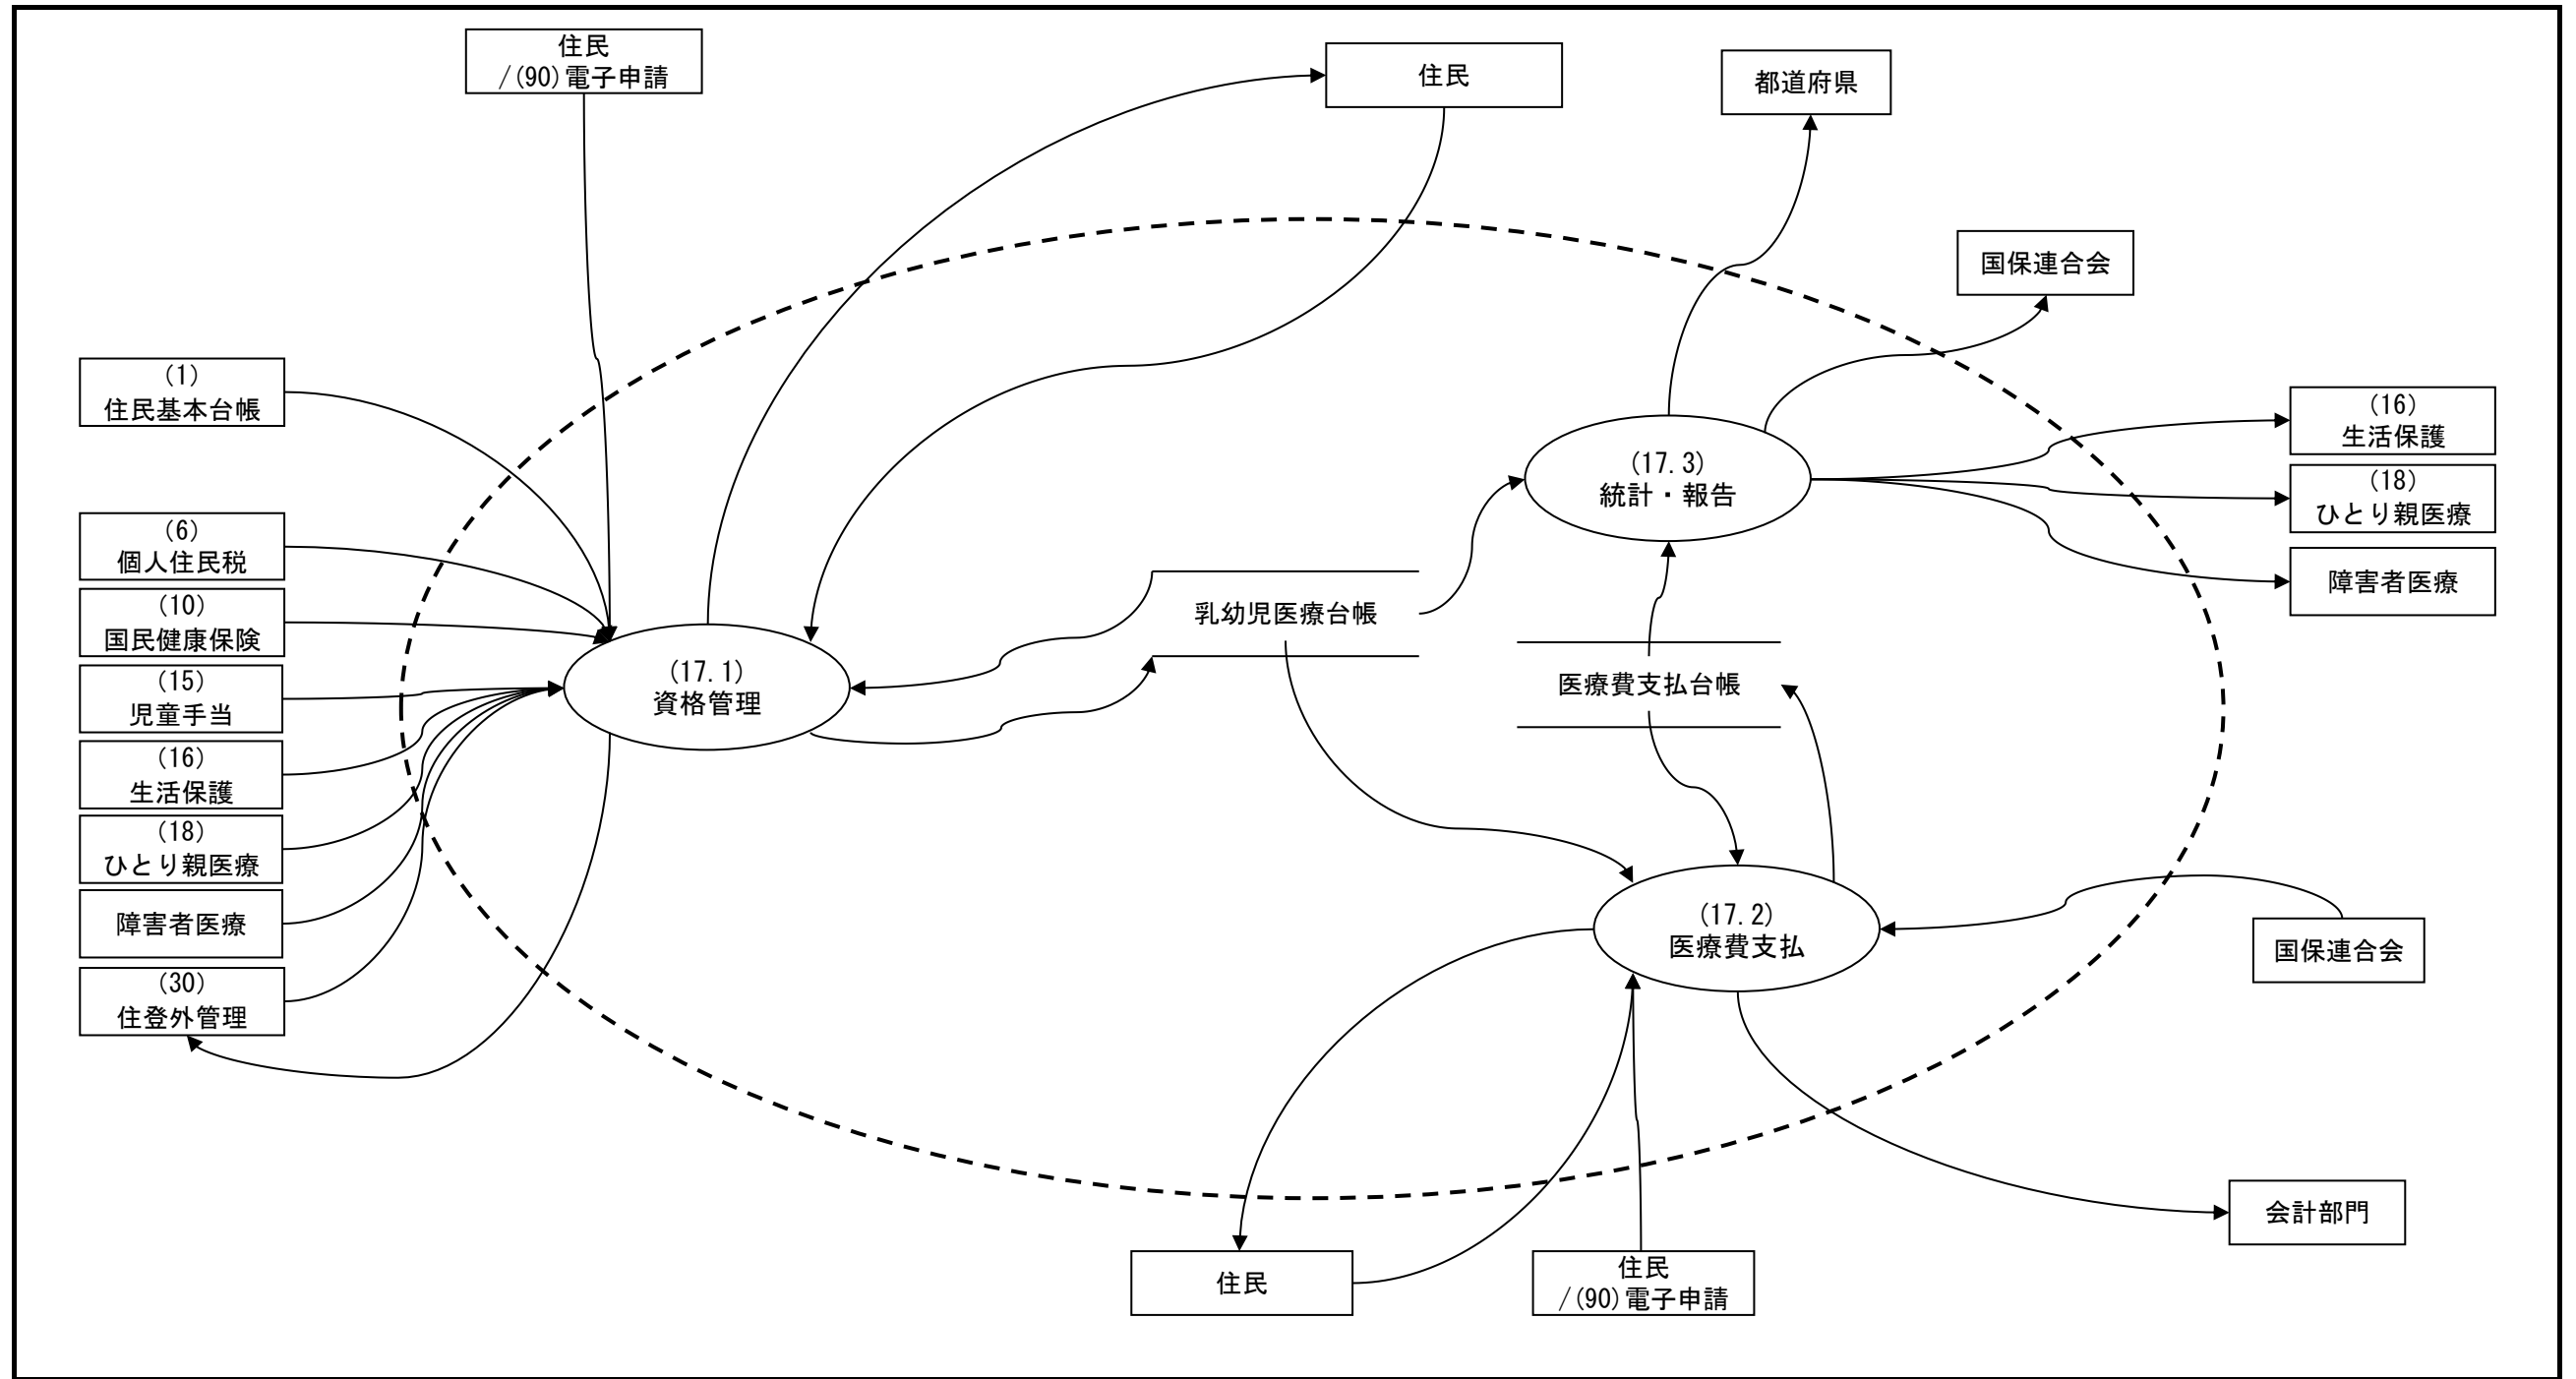 住民
/(90)電子申請
住民
都道府県
国保連合会
(1)
住民基本台帳
(16)
生活保護
(18)
ひとり親医療
障害者医療
(17.3)
統計・報告
(6)
個人住民税
(10)
国民健康保険
(15)
児童手当
(16)
生活保護
(18)
ひとり親医療
障害者医療
(30)
住登外管理
(17.1)
資格管理
乳幼児医療台帳
医療費支払台帳
(17.2)
医療費支払
国保連合会
会計部門
住民
住民
/(90)電子申請